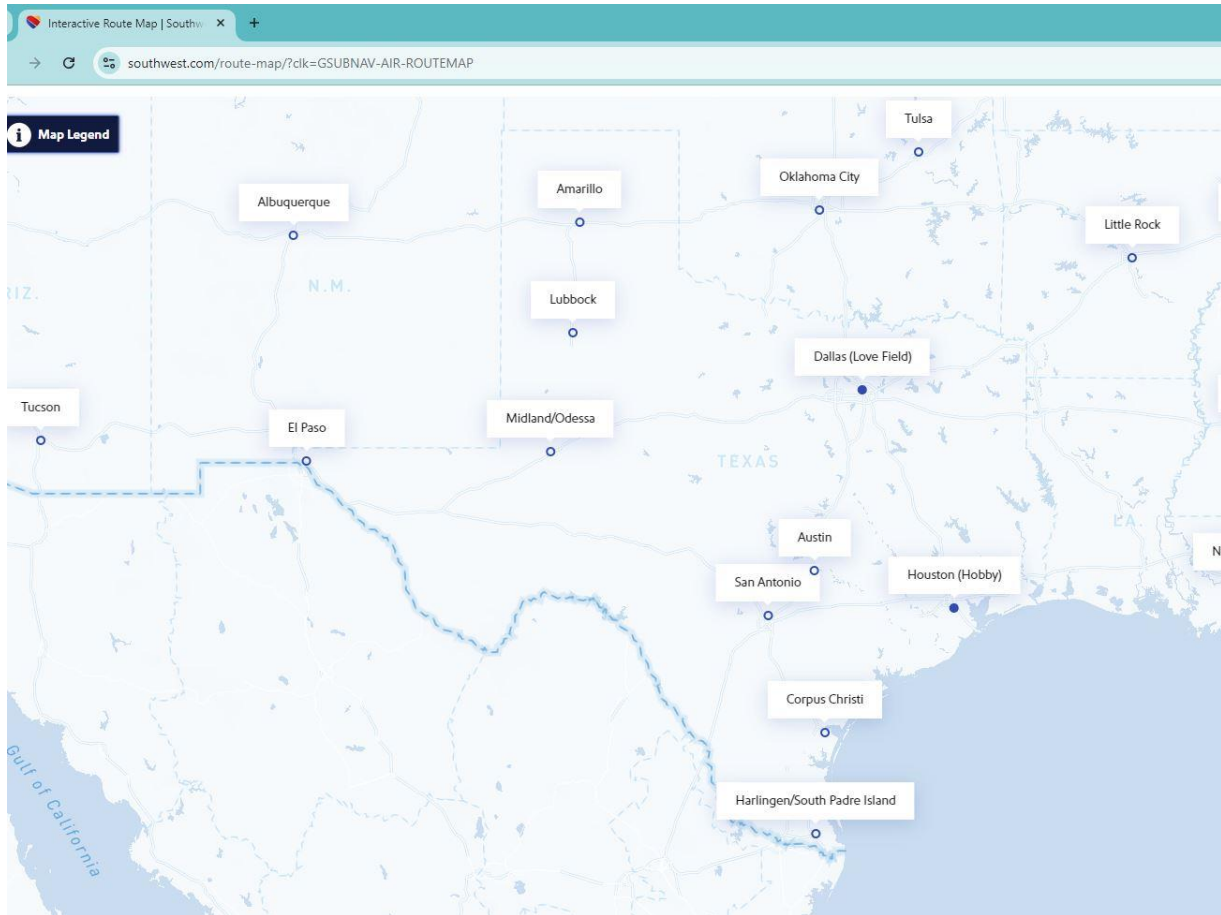 Interactive Route Map | Southw
southwest.com/route-map/?clk=GSUBNAV-AIR-ROUTEMAP
i Map Legend
Tulsa
Oklahoma City
Amarillo
Albuquerque
Little Rock
N.M.
RIZ.
Lubbock
Dallas (Love Field)
Tucson
Midland/Odessa
El Paso
TEXAS
LA.
Austin
N
Houston (Hobby)
San Antonio
Corpus Christi
Gulf of California
Harlingen/South Padre Island